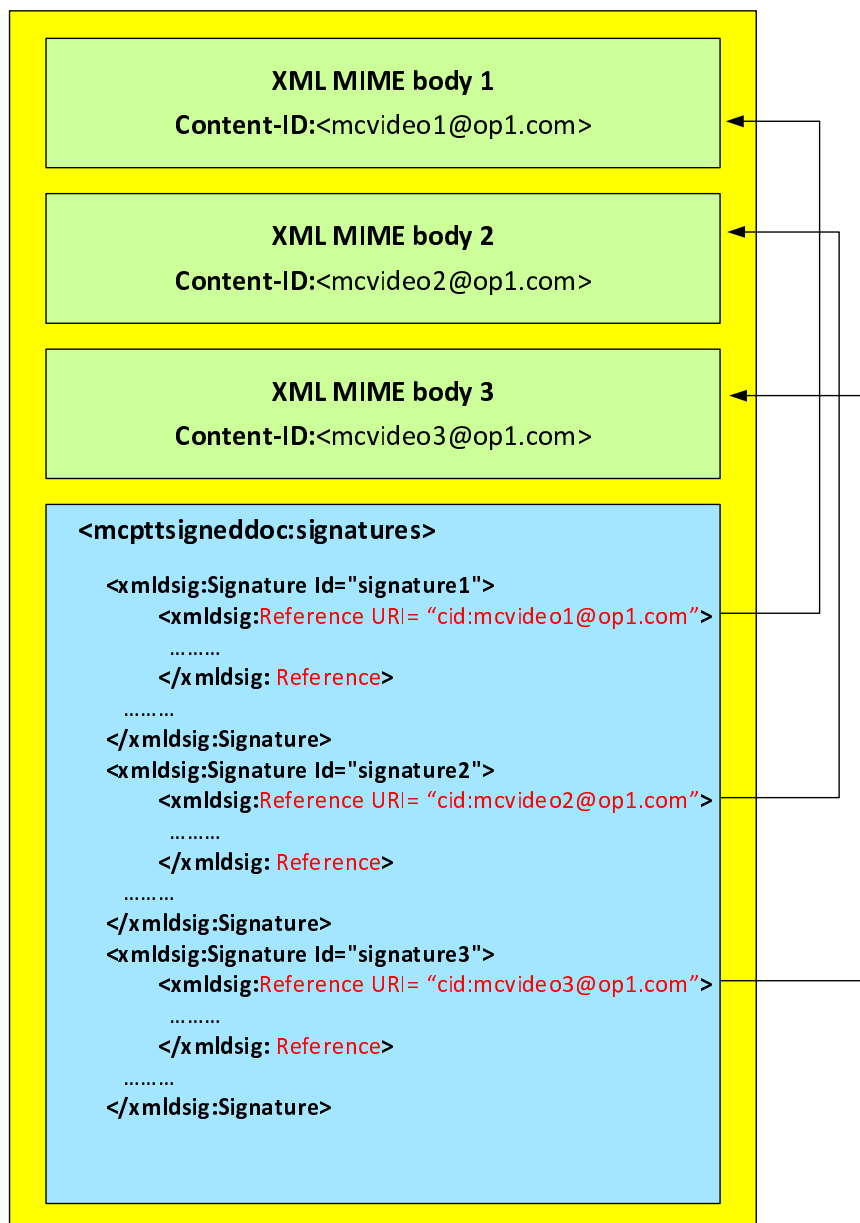 XML MIME body 1
Content-ID:<mcvideo1@op1.com>
XML MIME body 2
Content-ID:<mcvideo2@op1.com>
XML MIME body 3
Content-ID:<mcvideo3@op1.com>
<mcpttsigneddoc:signatures>
<xmldsig:Signature Id="signature1">
<xmldsig:Reference URI= “cid:mcvideo1@op1.com”>
………
</xmldsig: Reference>
………
</xmldsig:Signature>
<xmldsig:Signature Id="signature2">
<xmldsig:Reference URI= “cid:mcvideo2@op1.com”>
………
</xmldsig: Reference>
………
</xmldsig:Signature>
<xmldsig:Signature Id="signature3">
<xmldsig:Reference URI= “cid:mcvideo3@op1.com”>
………
</xmldsig: Reference>
………
</xmldsig:Signature>